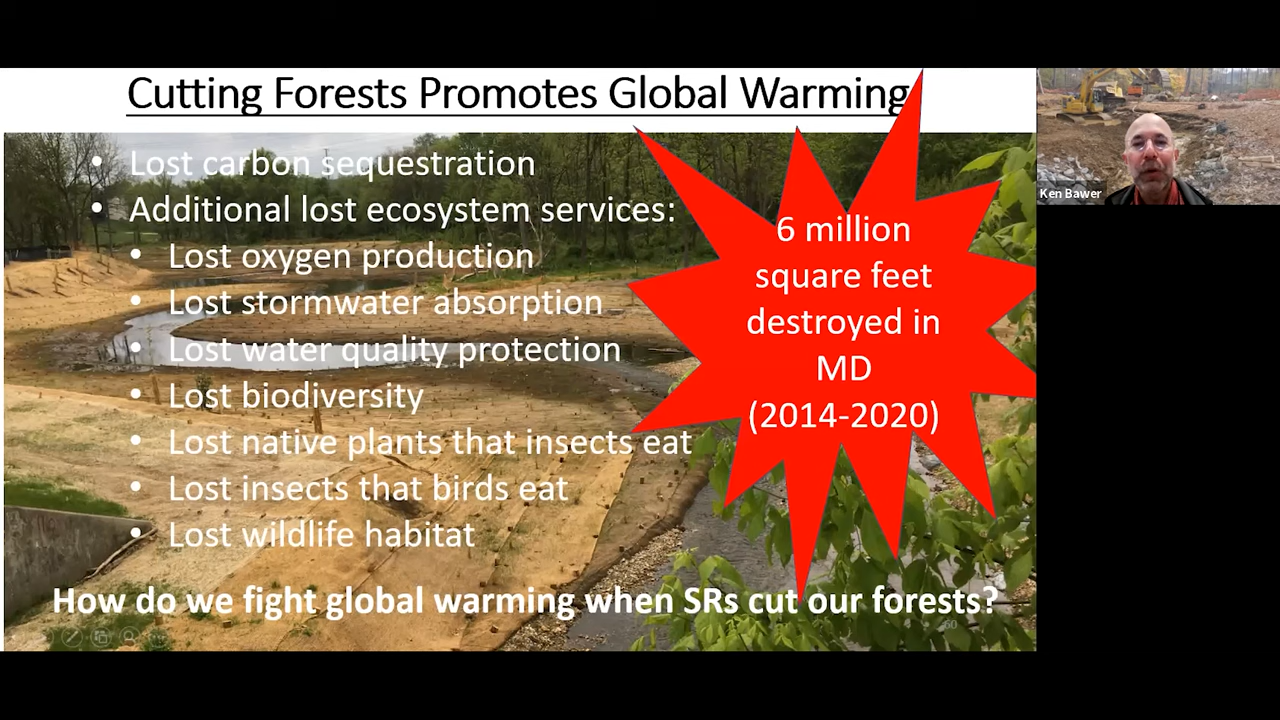 Cutting Forests Promotes Global Warming
• Lost carbon sequestration
• Additional lost ecosystem services:
• Lost oxygen production
• Lost stormwater absorption
• Lost water quality protection
• Lost biodiversity
• Lost native plants that insects eat
• Lost insects that birds eat
• Lost wildlife habitat
6 million
square feet
destroyed in
MD
(2014-2020)
How do we fight global warming when SRs cut our forests?
60
Ken Bawer